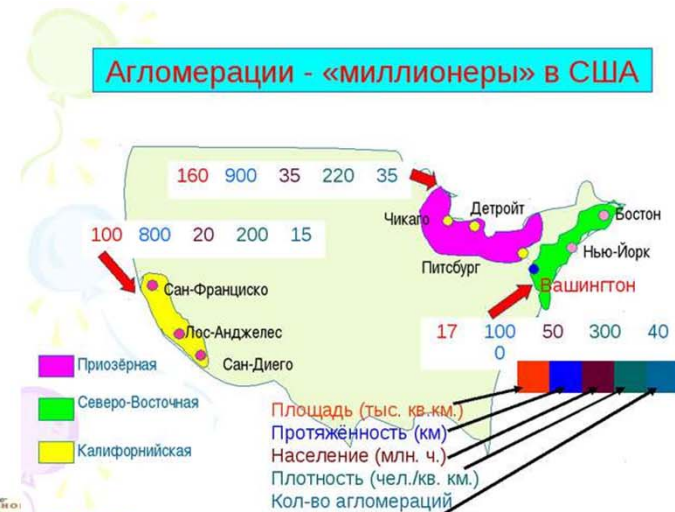 Агломерации - «миллионеры» в США
160 900 35 220 35
Чикаго
Детройт
Бостон
100 800 20 200 15
Нью-Йорк
Питсбург
Вашингтон
Сан-Франциско
Лос-Анджелес
Сан-Диего
17 100 50 300 40
0
Приозёрная
Северо-Восточная
Калифорнийская
Площадь (тыс. кв.км.)
Протяжённость (км)
Население (млн. ч.)
Плотность (чел./кв. км.)
Кол-во агломераций